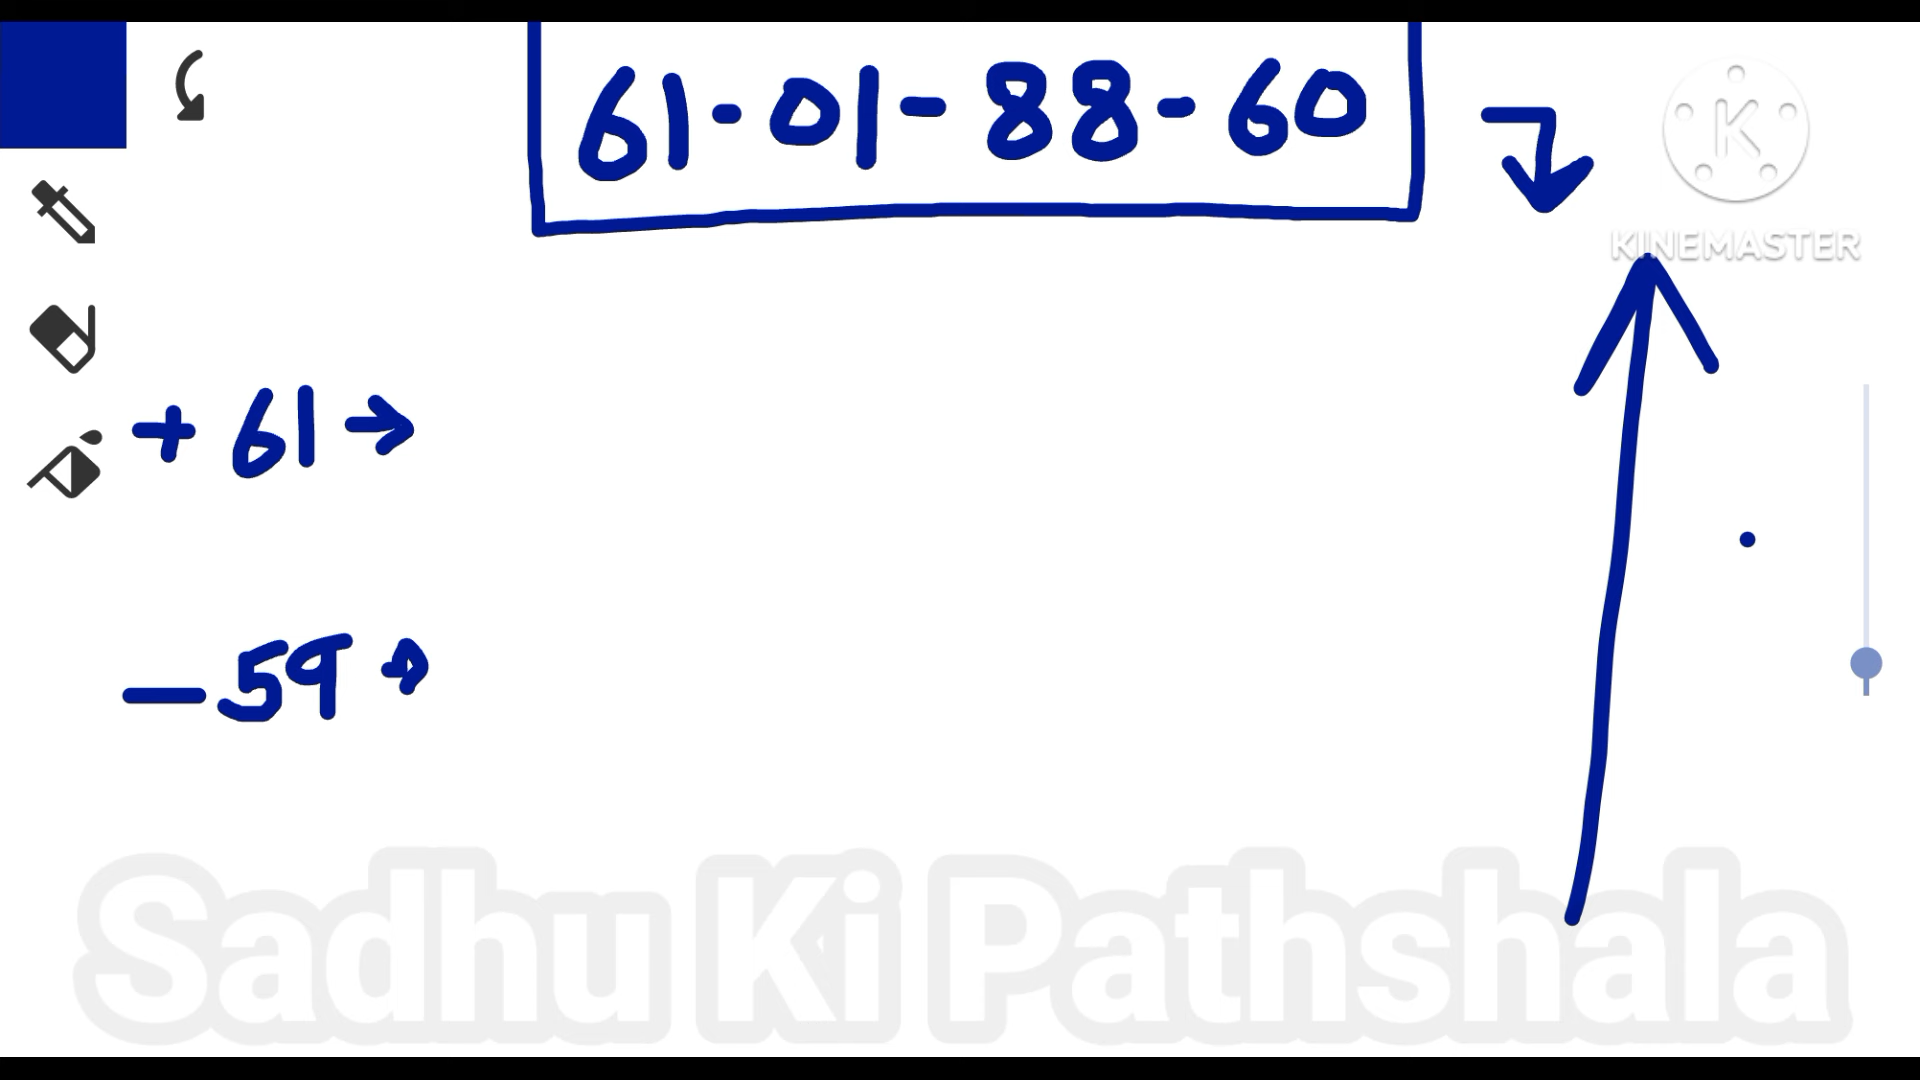 61-01-88-60
KINEMASTER
+ 61 →
- 59 →
Sadhu Ki Pathshala